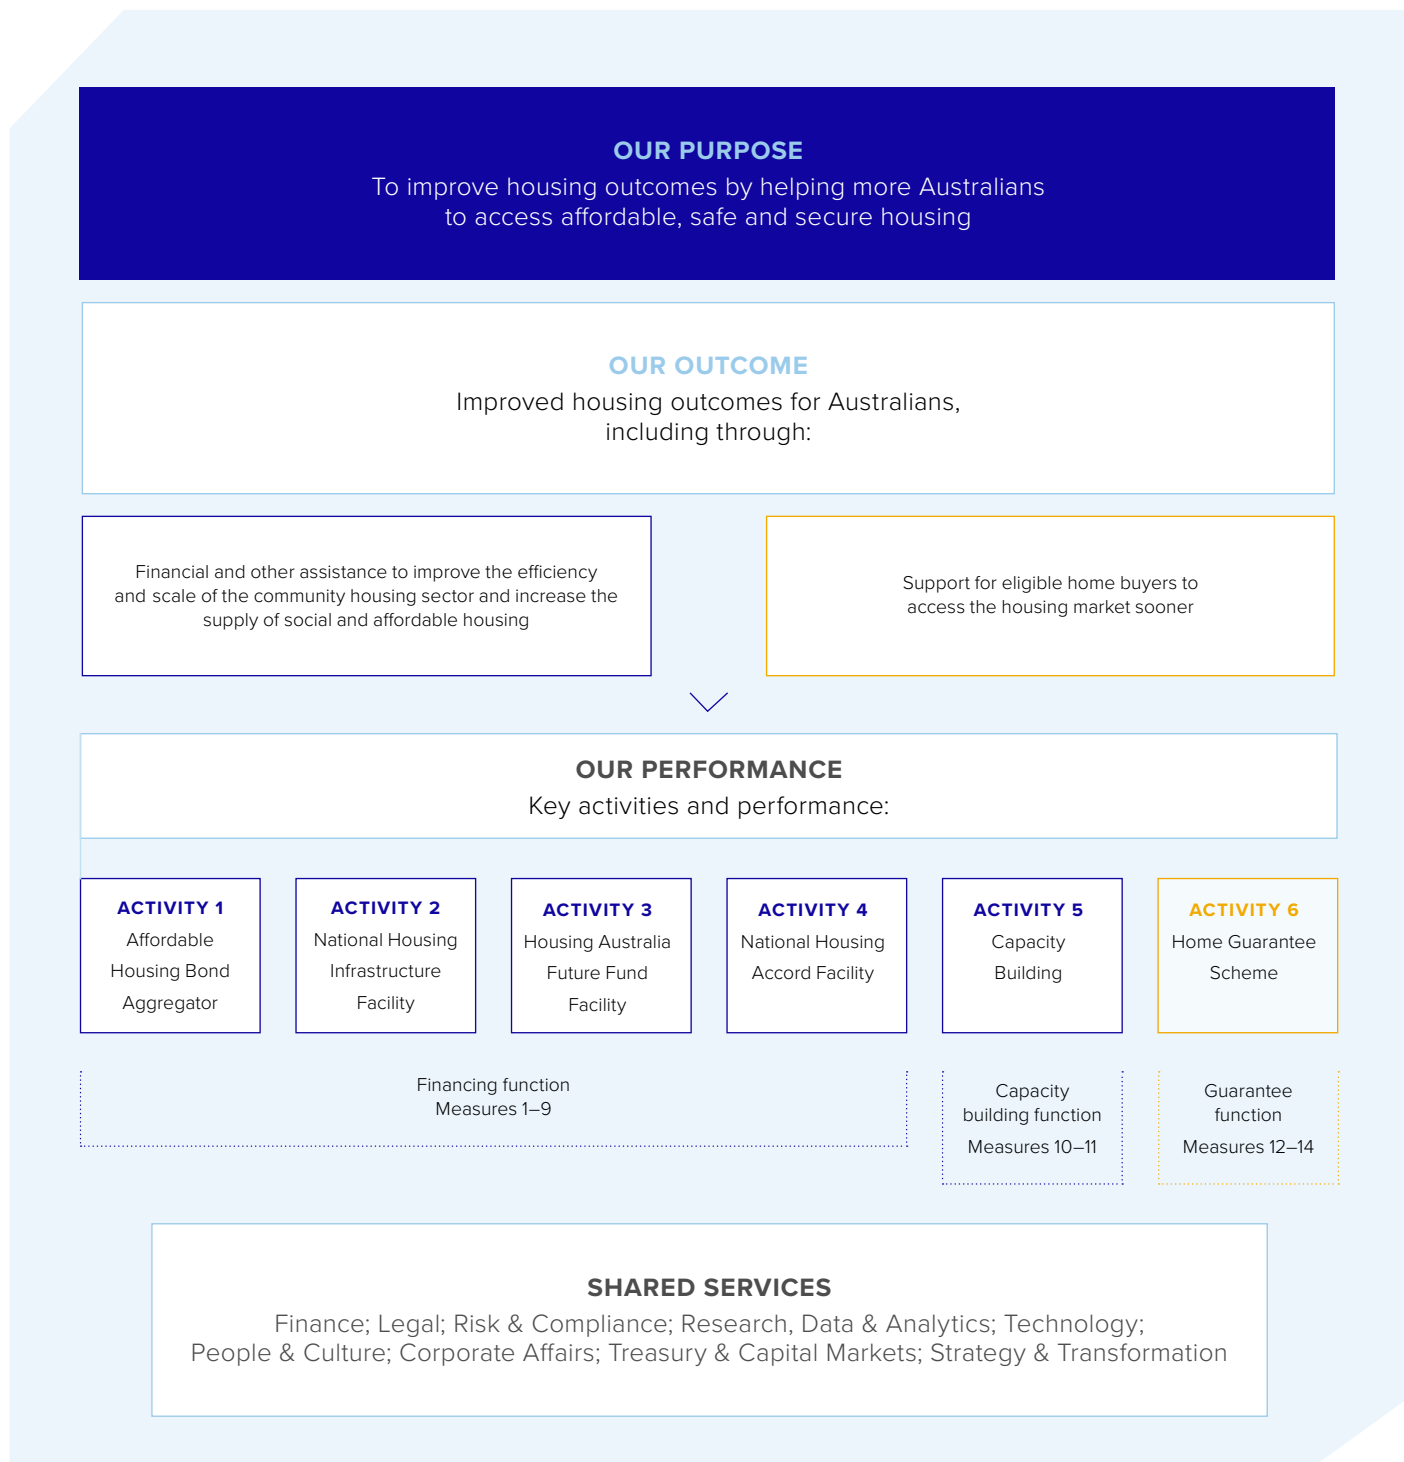 OUR PURPOSE
To improve housing outcomes by helping more Australians
to access affordable, safe and secure housing
OUR OUTCOME
Improved housing outcomes for Australians,
including through:
Financial and other assistance to improve the efficiency
and scale of the community housing sector and increase the
supply of social and affordable housing
Support for eligible home buyers to
access the housing market sooner
OUR PERFORMANCE
Key activities and performance:
ACTIVITY 1
Affordable
Housing Bond
Aggregator
ACTIVITY 2
National Housing
Infrastructure
Facility
ACTIVITY 3
Housing Australia
Future Fund
Facility
ACTIVITY 4
National Housing
Accord Facility
ACTIVITY 5
Capacity
Building
ACTIVITY 6
Home Guarantee
Scheme
Financing function
Measures 1–9
Capacity
building function
Measures 10–11
Guarantee
function
Measures 12–14
SHARED SERVICES
Finance; Legal; Risk & Compliance; Research, Data & Analytics; Technology;
People & Culture; Corporate Affairs; Treasury & Capital Markets; Strategy & Transformation